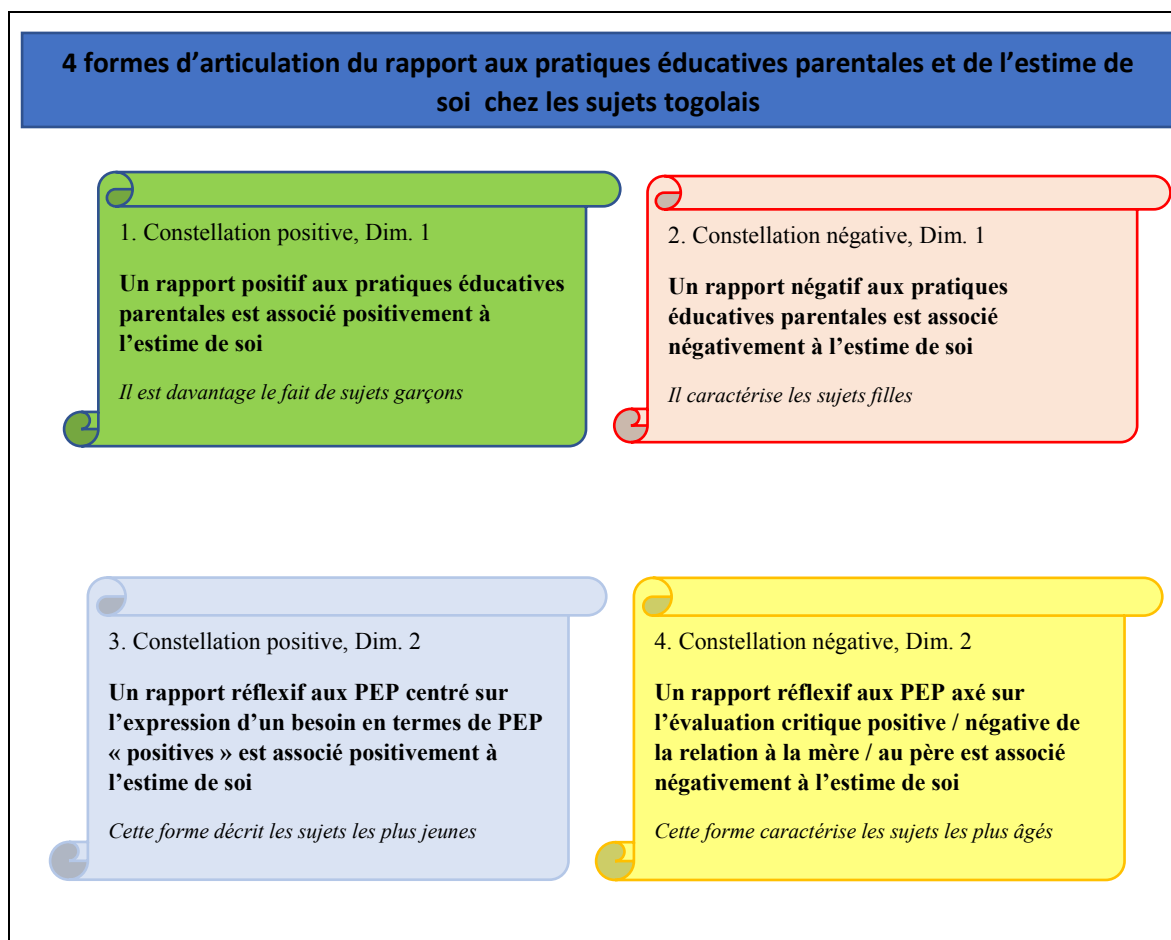 4 formes d’articulation du rapport aux pratiques éducatives parentales et de l’estime de
soi chez les sujets togolais
1. Constellation positive, Dim. 1
Un rapport positif aux pratiques éducatives
parentales est associé positivement à
l’estime de soi
Il est davantage le fait de sujets garçons
2. Constellation négative, Dim. 1
Un rapport négatif aux pratiques
éducatives parentales est associé
négativement à l’estime de soi
Il caractérise les sujets filles
3. Constellation positive, Dim. 2
Un rapport réflexif aux PEP centré sur
l’expression d’un besoin en termes de PEP
« positives » est associé positivement à
l’estime de soi
Cette forme décrit les sujets les plus jeunes
4. Constellation négative, Dim. 2
Un rapport réflexif aux PEP axé sur
l’évaluation critique positive / négative de
la relation à la mère / au père est associé
négativement à l’estime de soi
Cette forme caractérise les sujets les plus âgés